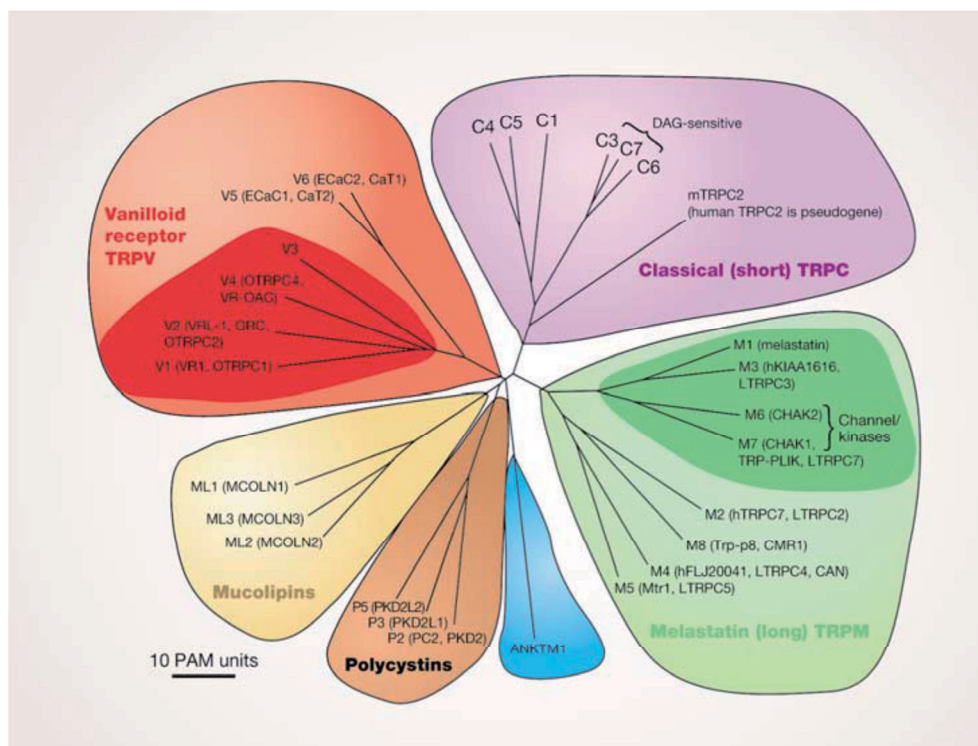 C4
C5
C1
C3
C7
C6
DAG-sensitive
mTRPC2
(human TRPC2 is pseudogene)
Classical (short) TRPC
V6 (ECaC2, CaT1)
V5 (ECaC1, CaT2)
Vanilloid
receptor
TRPV
V3
V4 (OTRPC4,
VR-OAC)
V2 (VRL-1, GRC,
OTRPC2)
V1 (VR1, OTRPC1)
M1 (melastatin)
M3 (hKIAA1616,
LTRPC3)
M6 (CHAK2)
M7 (CHAK1,
TRP-PLIK, LTRPC7)
Channel/
kinases
M2 (hTRPC7, LTRPC2)
M8 (Trp-p8, CMR1)
M4 (hFLJ20041, LTRPC4, CAN)
M5 (Mtr1, LTRPC5)
Melastatin (long) TRPM
ML1 (MCOLN1)
ML3 (MCOLN3)
ML2 (MCOLN2)
Mucolipins
P5 (PKD2L2)
P3 (PKD2L1)
P2 (PC2, PKD2)
Polycystins
ANKTM1
10 PAM units